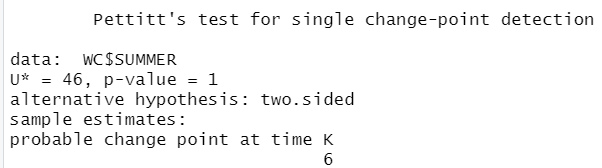 Pettitt's test for single change-point detection
data: WC$SUMMER
U* = 46, p-value = 1
alternative hypothesis: two.sided
sample estimates:
probable change point at time K
6